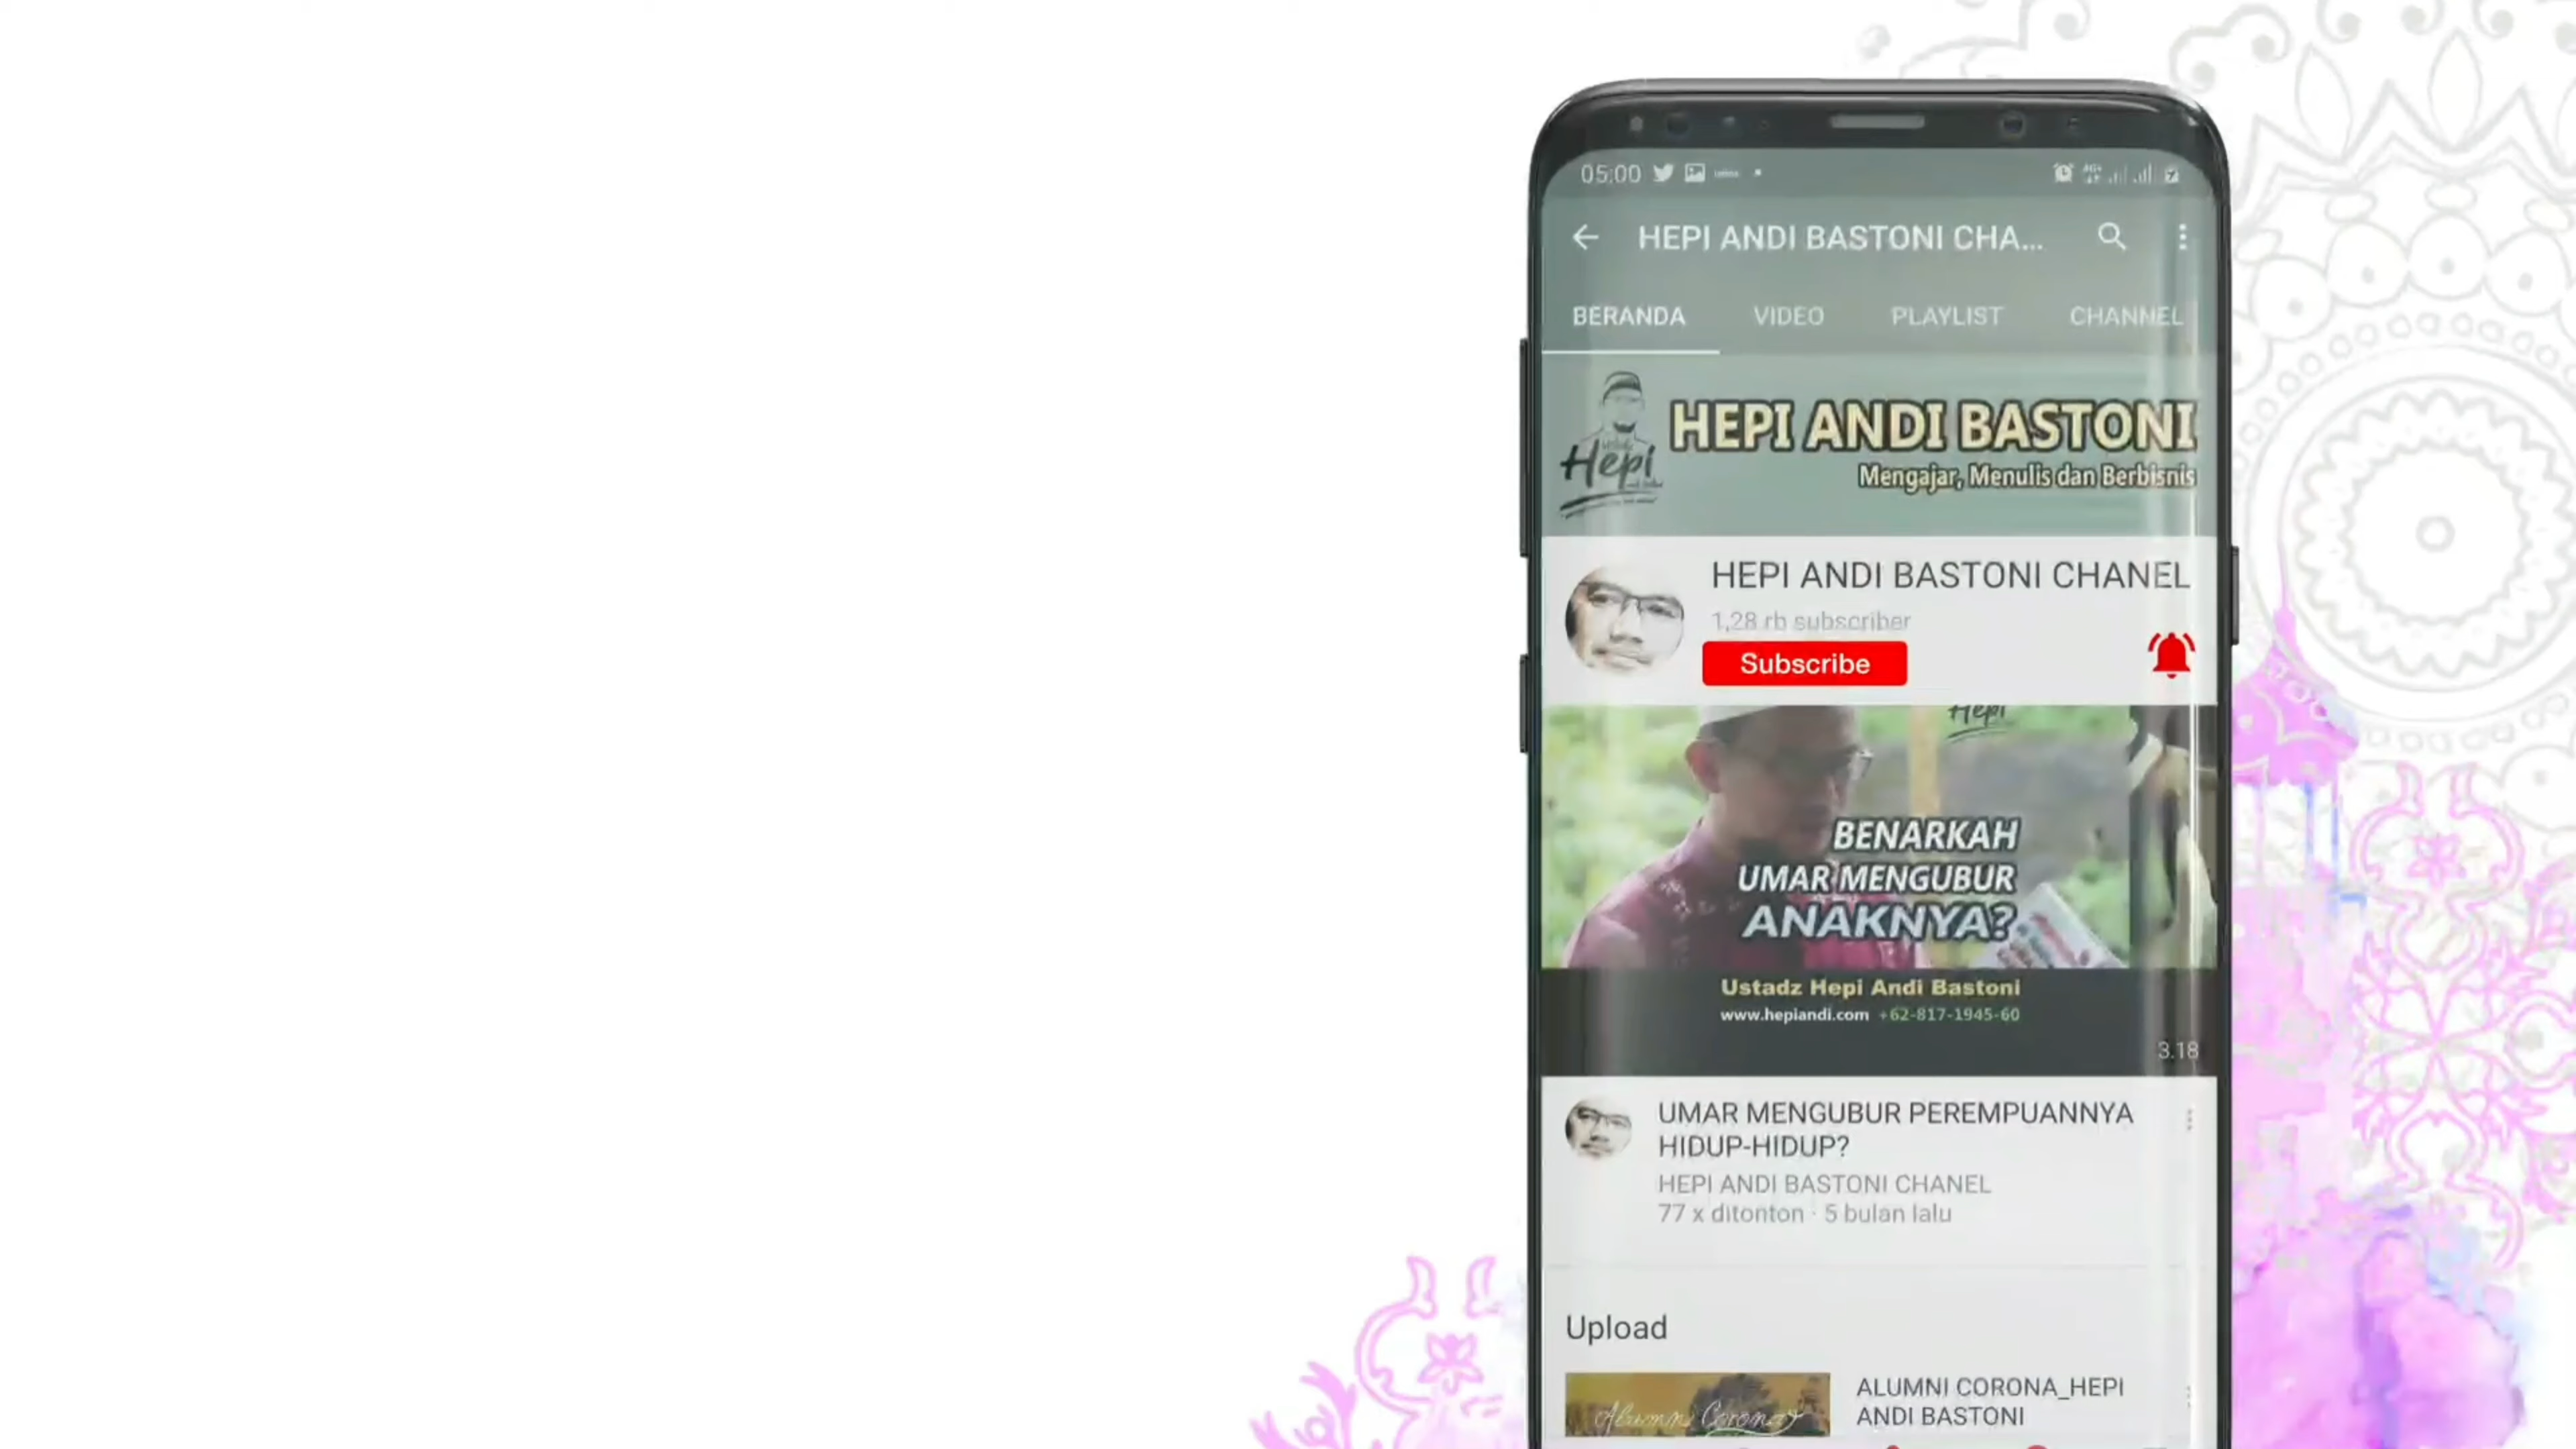 05:00
HEPI ANDI BASTONI CHA...
BERANDA VIDEO PLAYLIST CHANNEL
Hepi
HEPI ANDI BASTONI
Mengajar, Menulis dan Berbisnis
HEPI ANDI BASTONI CHANEL
1,28 rb subscriber
Subscribe
Hepi
BENARKAH
UMAR MENGUBUR
ANAKNYA?
Ustadz Hepi Andi Bastoni
www.hepiandi.com +62-817-1945-60
3.18
UMAR MENGUBUR PEREMPUANNYA
HIDUP-HIDUP?
HEPI ANDI BASTONI CHANEL
77 x ditonton · 5 bulan lalu
Upload
Alumni Corona
ALUMNI CORONA_HEPI
ANDI BASTONI